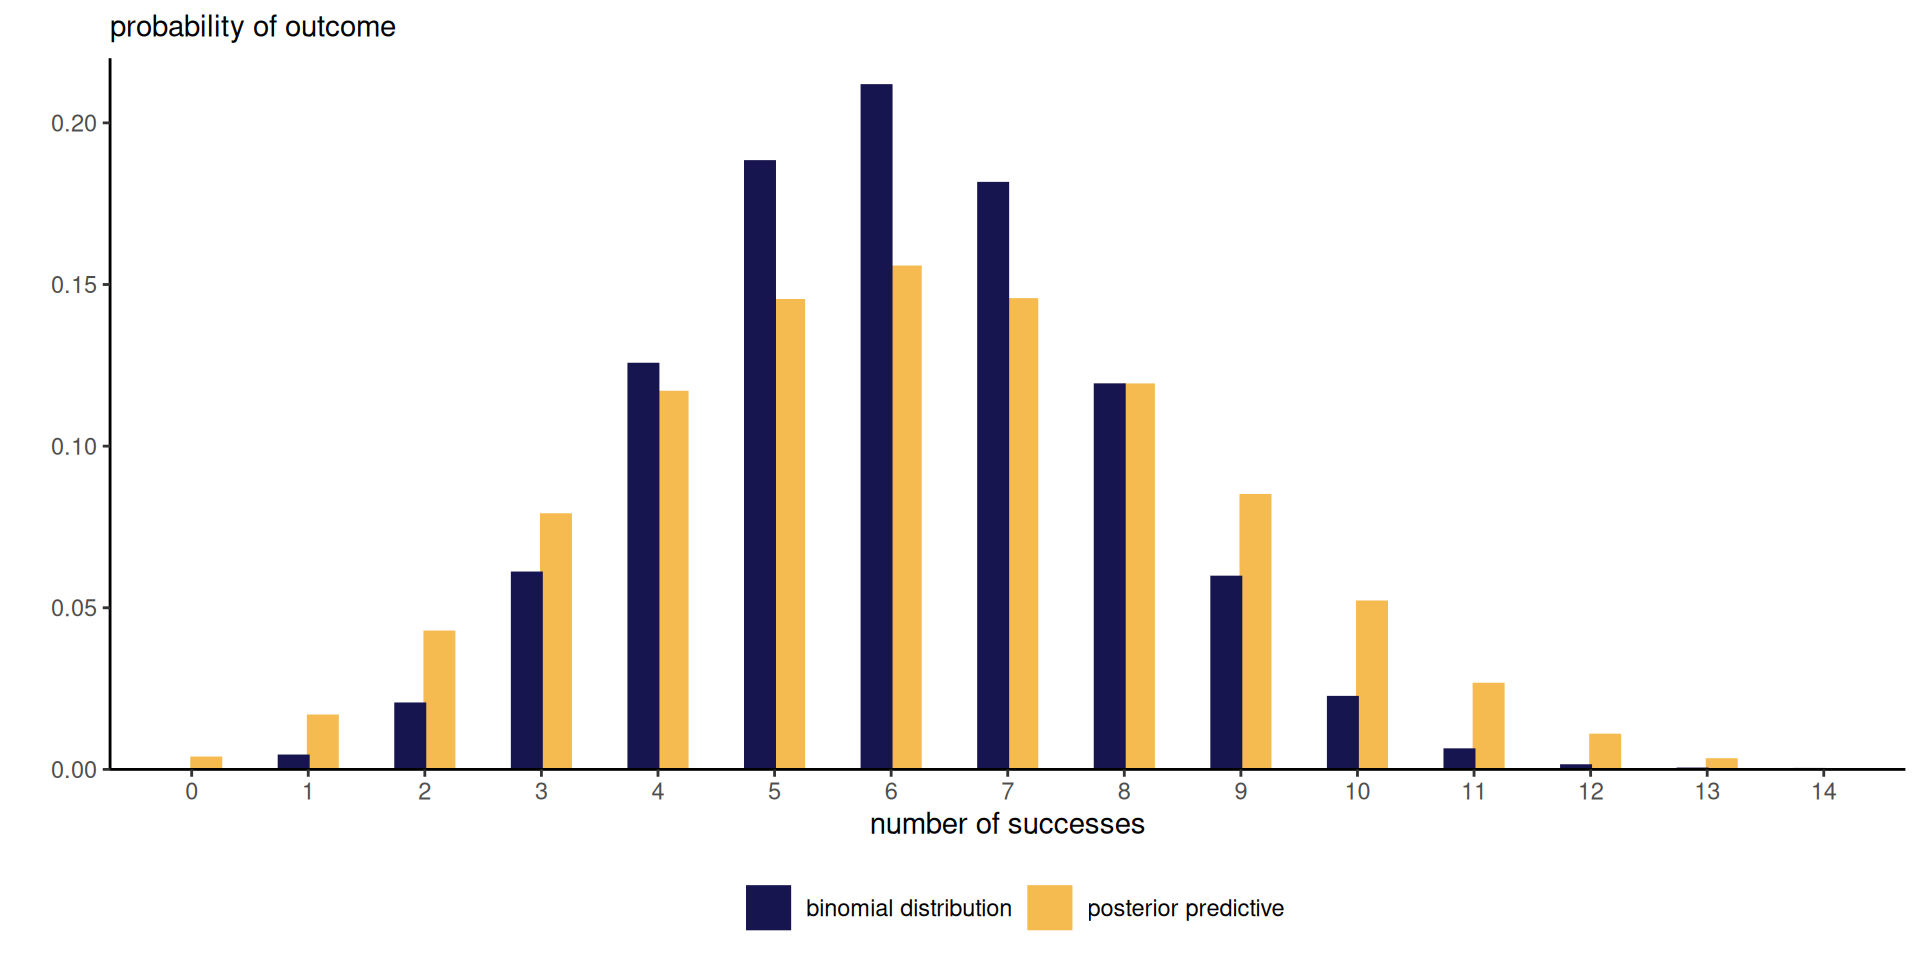 probability of outcome
0.20
0.15
0.10
0.05
0.00
0 1 2 3 4 5 6 7 8 9 10 11 12 13 14
number of successes
binomial distribution posterior predictive